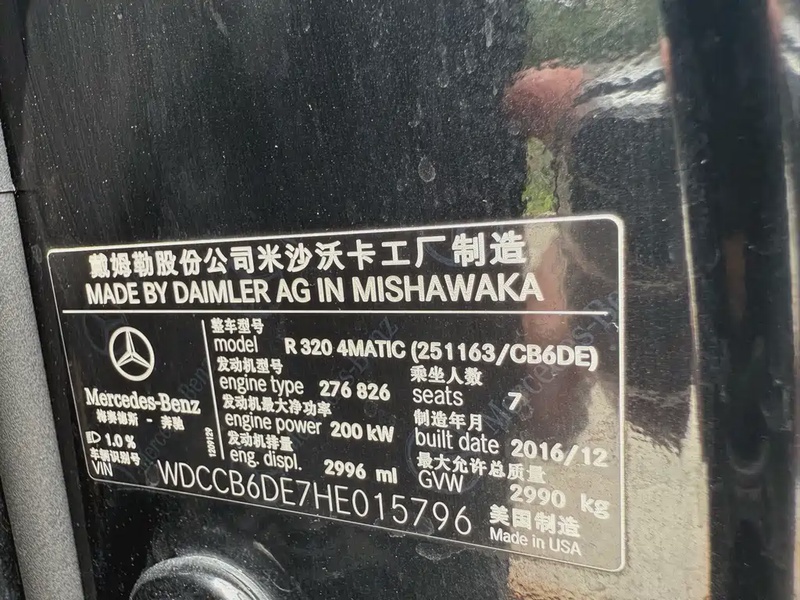 戴姆勒股份公司米沙沃卡工厂制造
MADE BY DAIMLER AG IN MISHAWAKA
Mercedes-Benz
梅赛德斯 - 奔驰
1.0 %
120129
整车型号
model R 320 4MATIC (251163/CB6DE)
发动机型号 乘坐人数
engine type 276 826 seats 7
发动机最大净功率 制造年月
engine power 200 kW built date 2016/12
发动机排量 最大允许总质量
eng. displ. 2996 ml GVW 2990 kg
车辆识别号
VIN WDCCB6DE7HE015796
美国制造
Made in USA